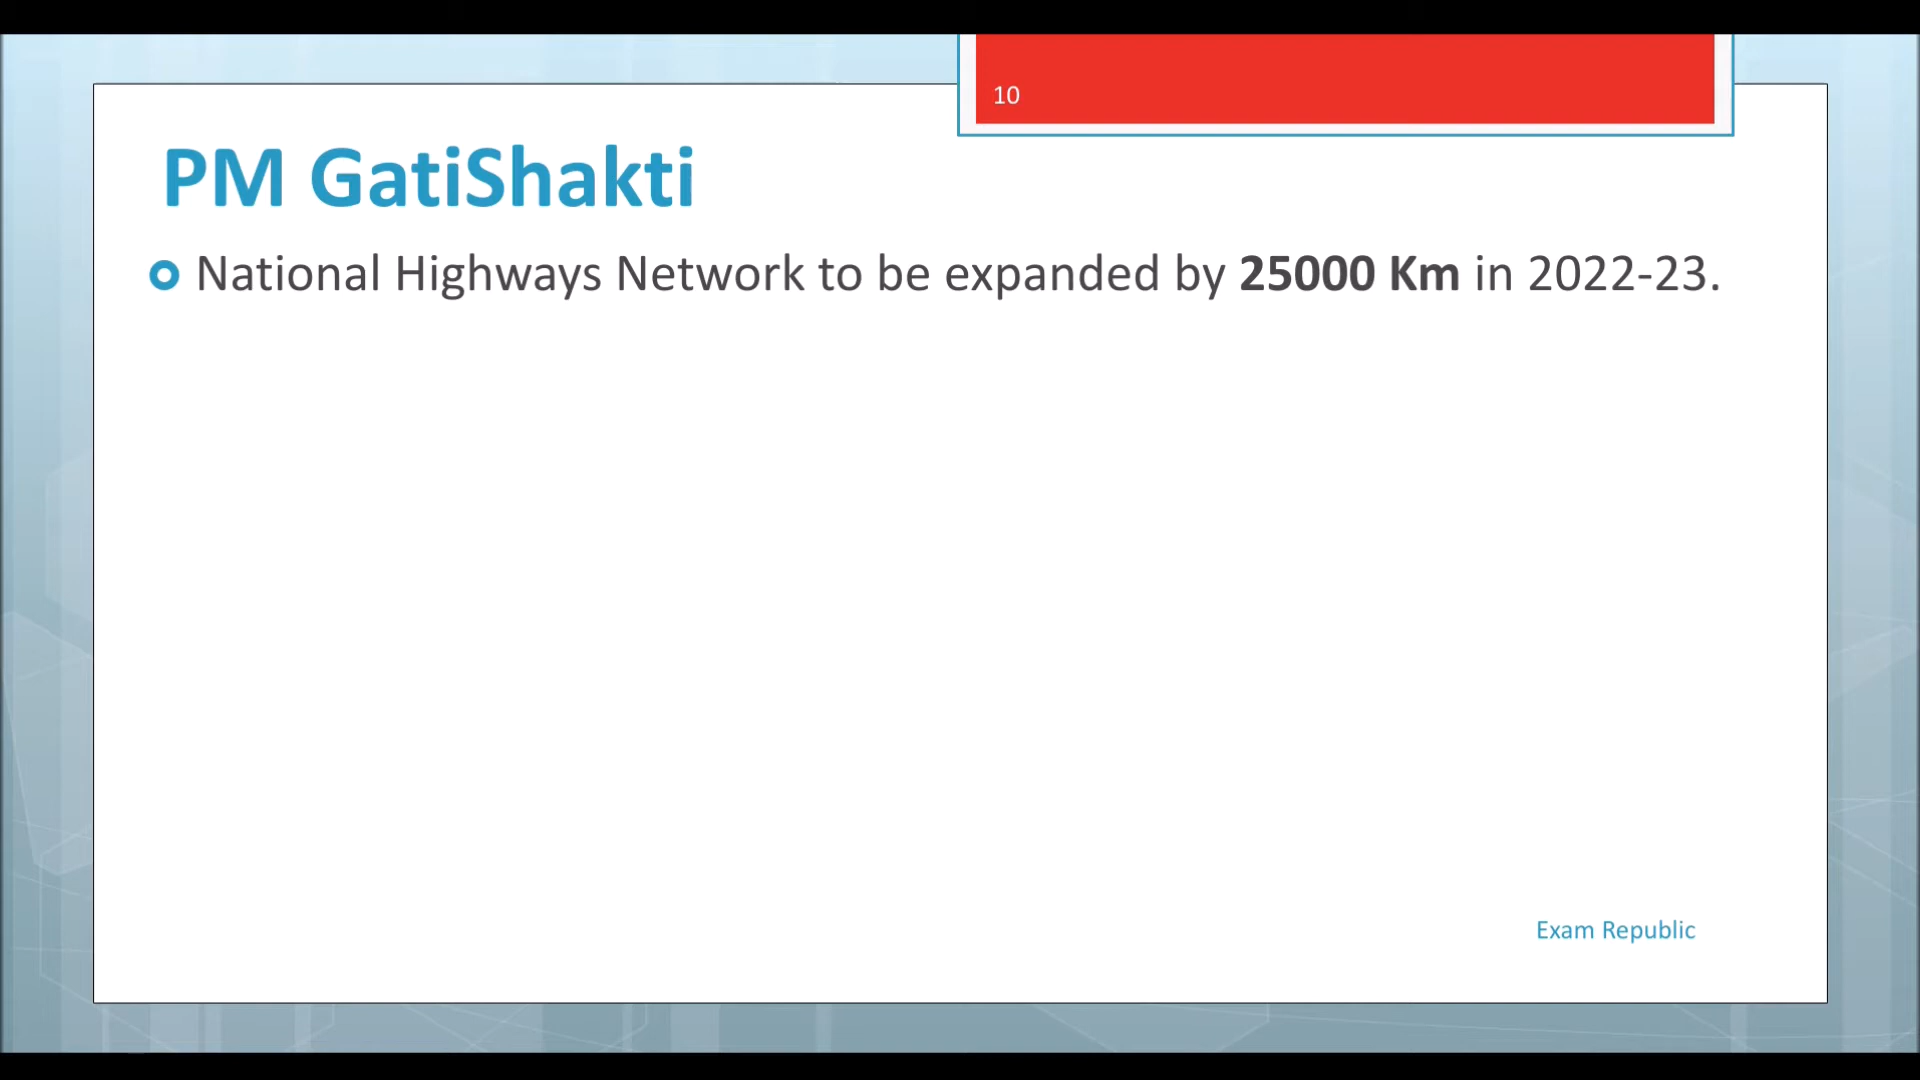 10
PM GatiShakti
National Highways Network to be expanded by 25000 Km in 2022-23.
Exam Republic